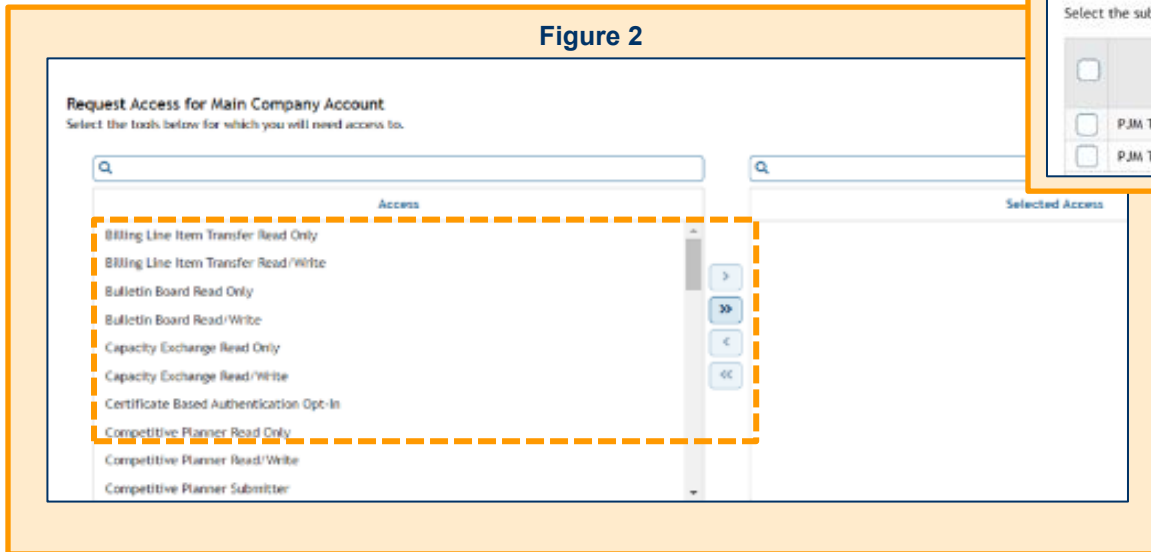 Select the sub
Figure 2
PJM T
PJM T
Request Access for Main Company Account
Select the tools below for which you will need access to.
Access
Selected Access
Billing Line Item Transfer Read Only
Billing Line Item Transfer Read/Write
Bulletin Board Read Only
>
Bulletin Board Read/Write
>>
Capacity Exchange Read Only
<
Capacity Exchange Read/Write
<<
Certificate Based Authentication Opt-In
Competitive Planner Read Only
Competitive Planner Read/Write
Competitive Planner Submitter